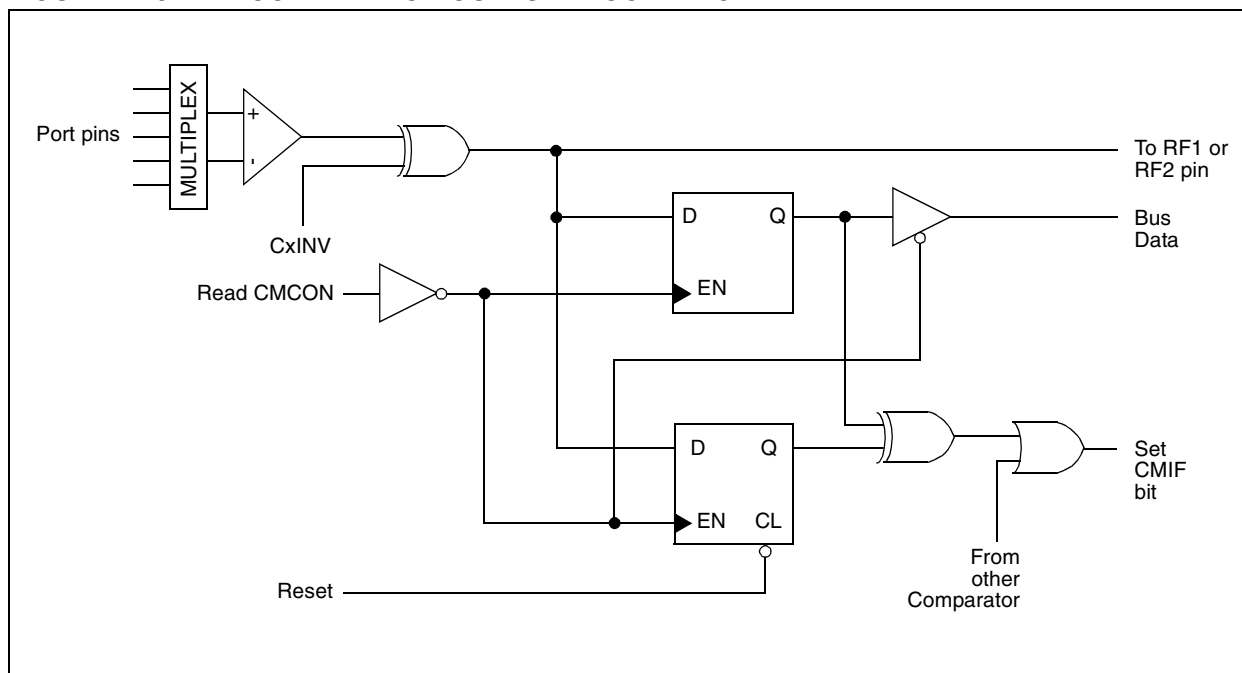 MULTIPLEX
+
-
Port pins
CxINV
To RF1 or
RF2 pin
D
Q
EN
Bus
Data
Read CMCON
D
Q
EN
CL
Set
CMIF
bit
From
other
Comparator
Reset